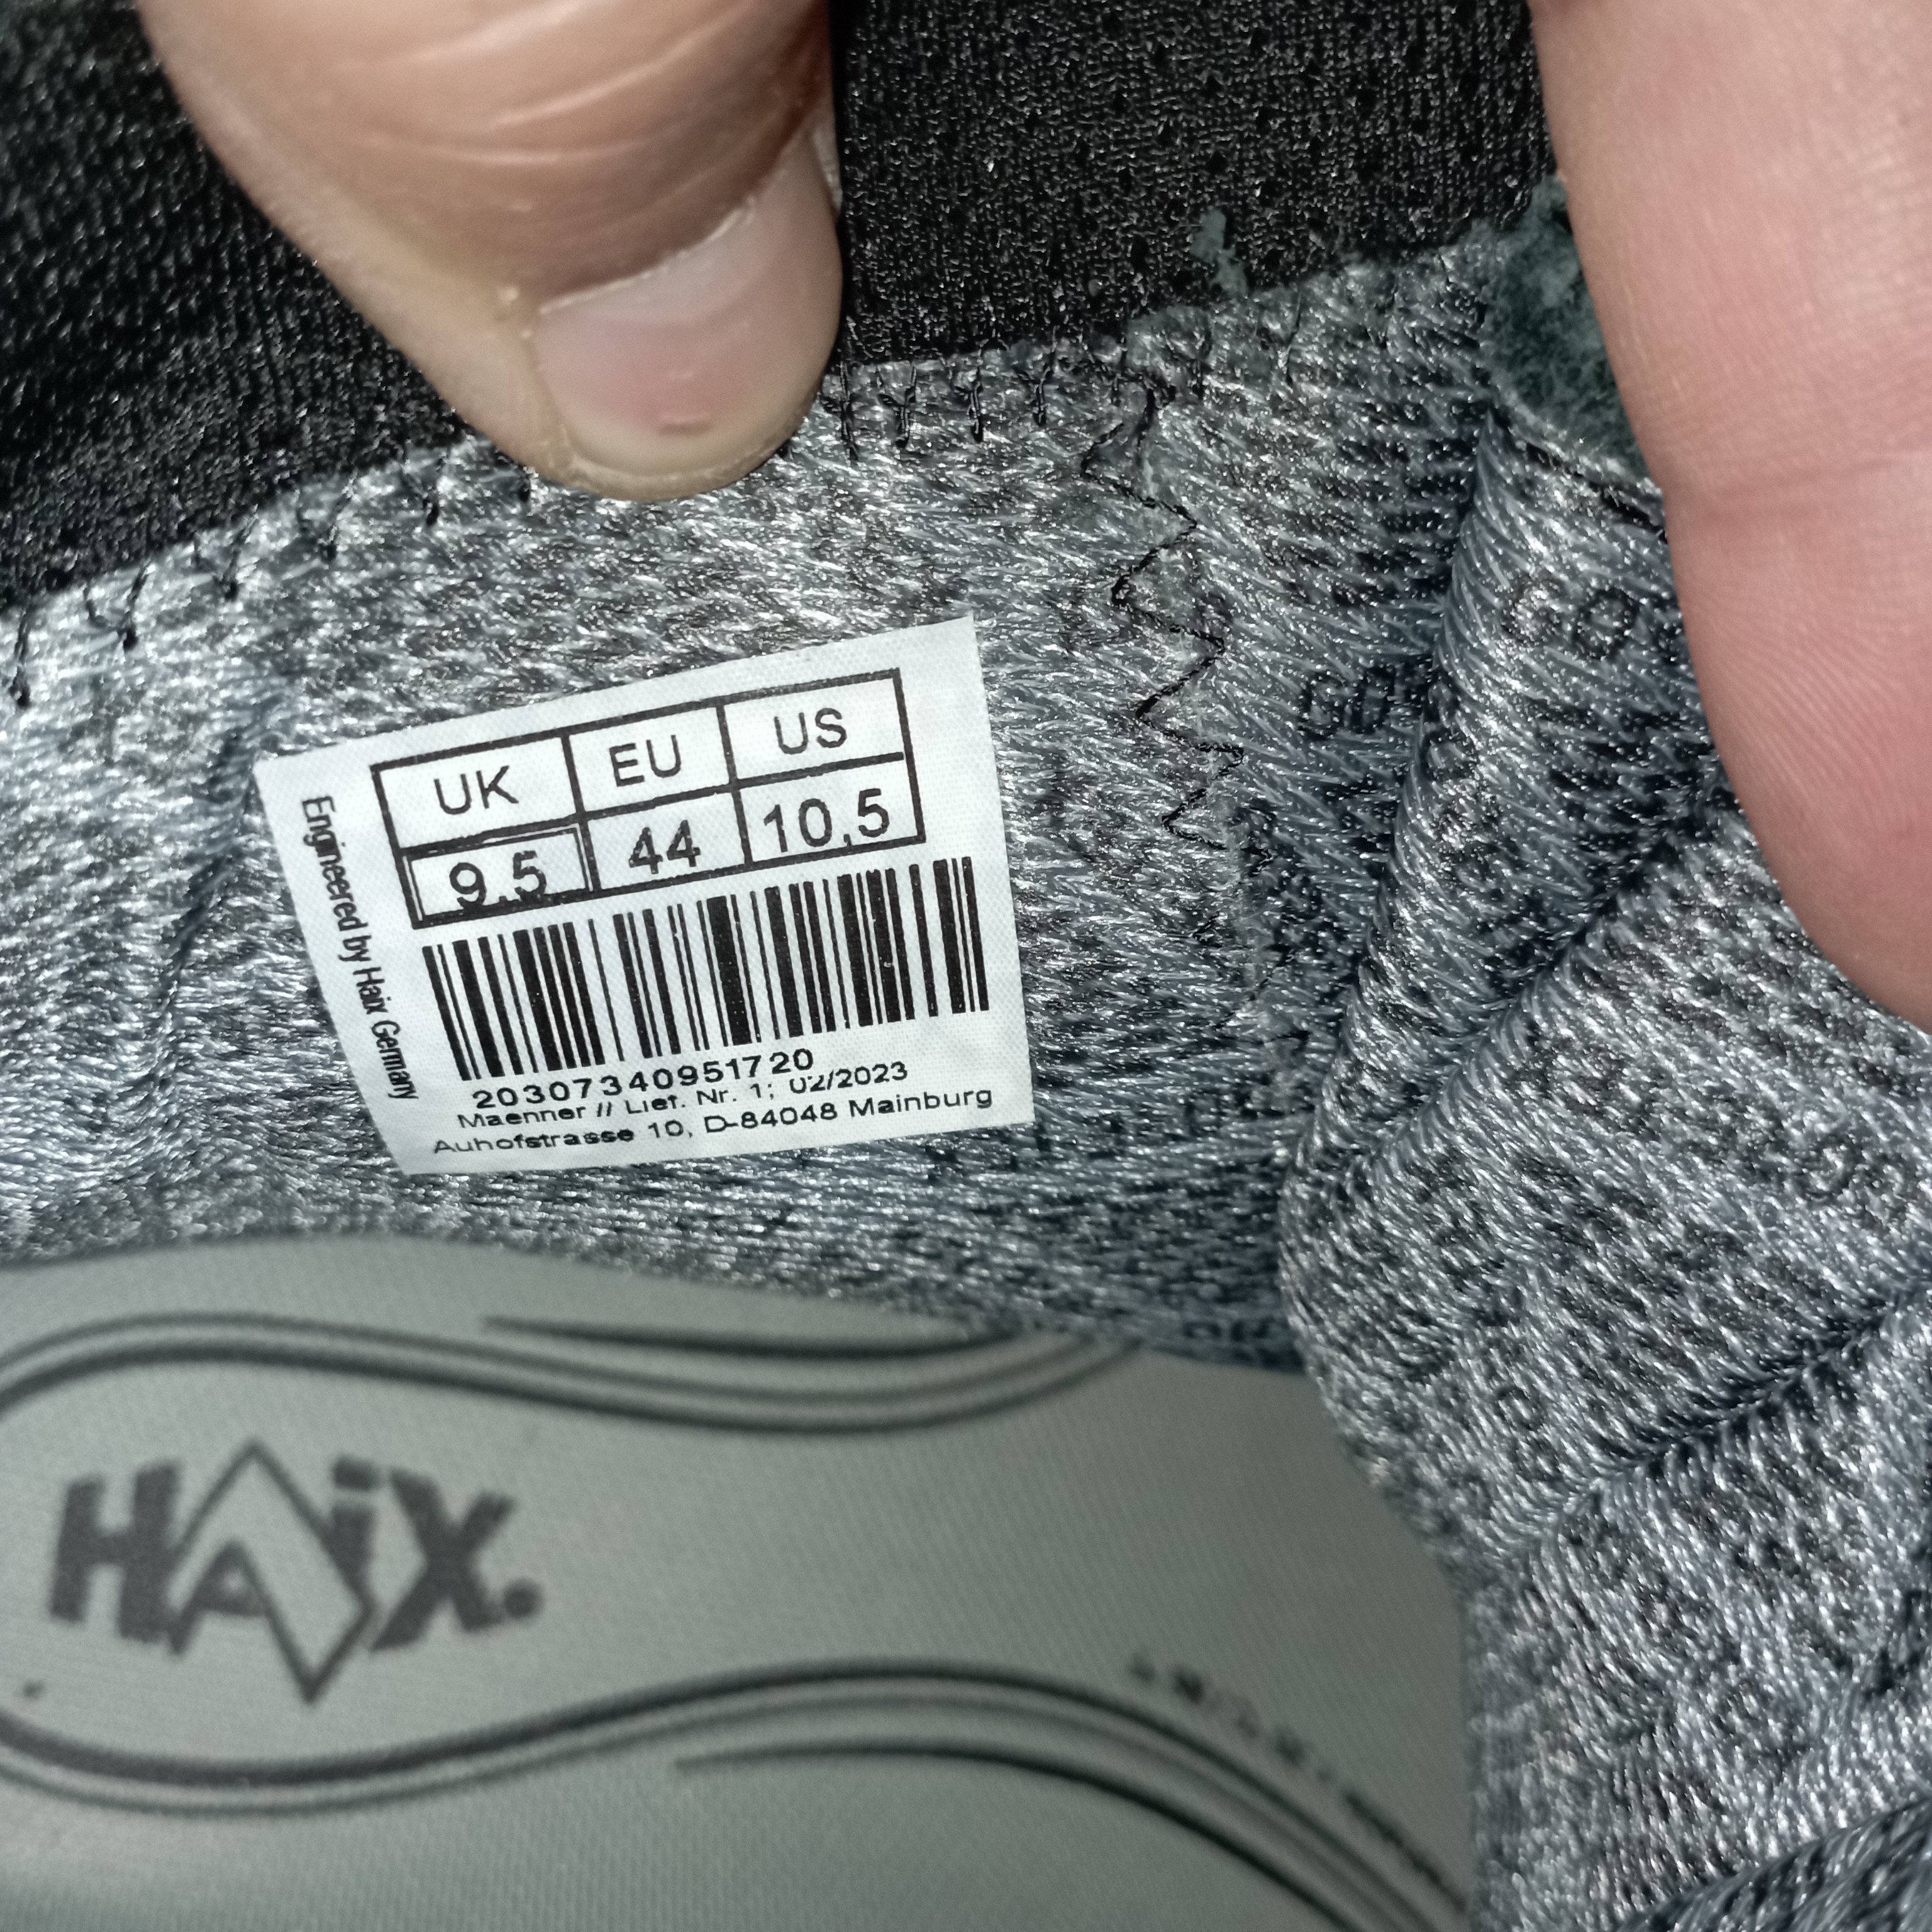 UK EU US
9.5 44 10.5
Engineered by Haix Germany
20307340951720
Maenner // Lief. Nr. 1; 02/2023
Auhofstrasse 10, D-84048 Mainburg
HAiX.